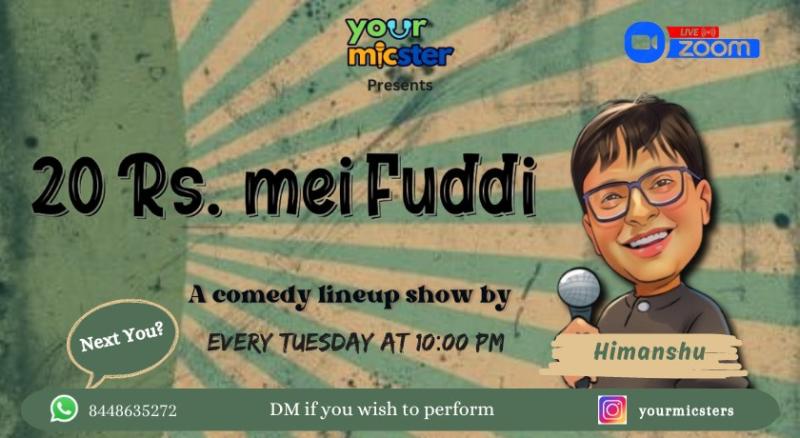 your
micster
Presents
LIVE
zoom
20 Rs. mei Fuddi
A comedy lineup show by
EVERY TUESDAY AT 10:00 PM
Next You?
Himanshu
8448635272
DM if you wish to perform
yourmicsters